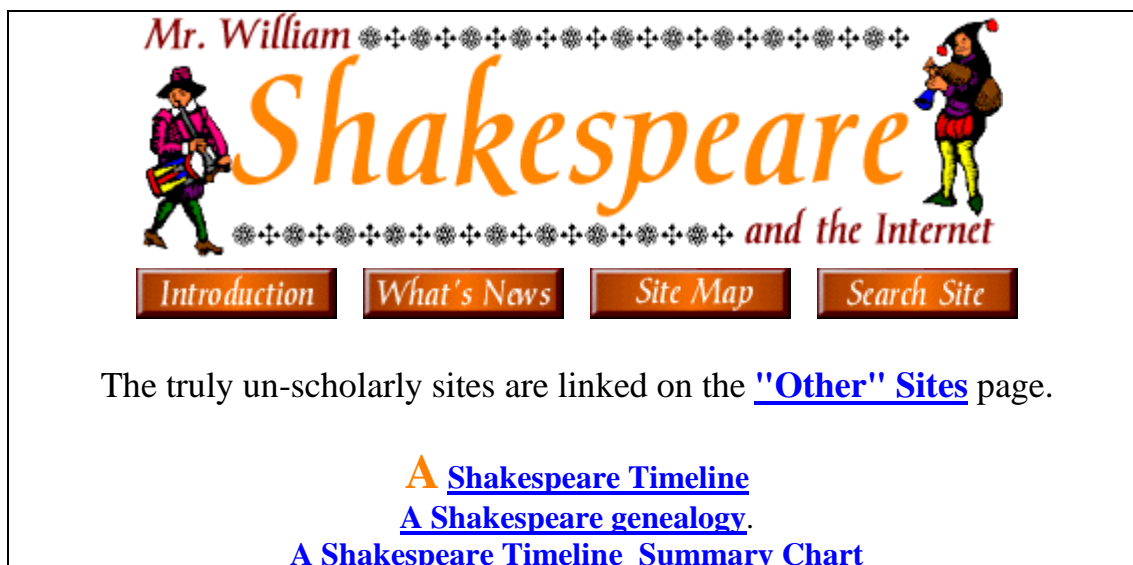 Mr. William
Shakespeare
and the Internet
Introduction What's News Site Map Search Site
The truly un-scholarly sites are linked on the "Other" Sites page.
A Shakespeare Timeline
A Shakespeare genealogy.
A Shakespeare Timeline Summary Chart